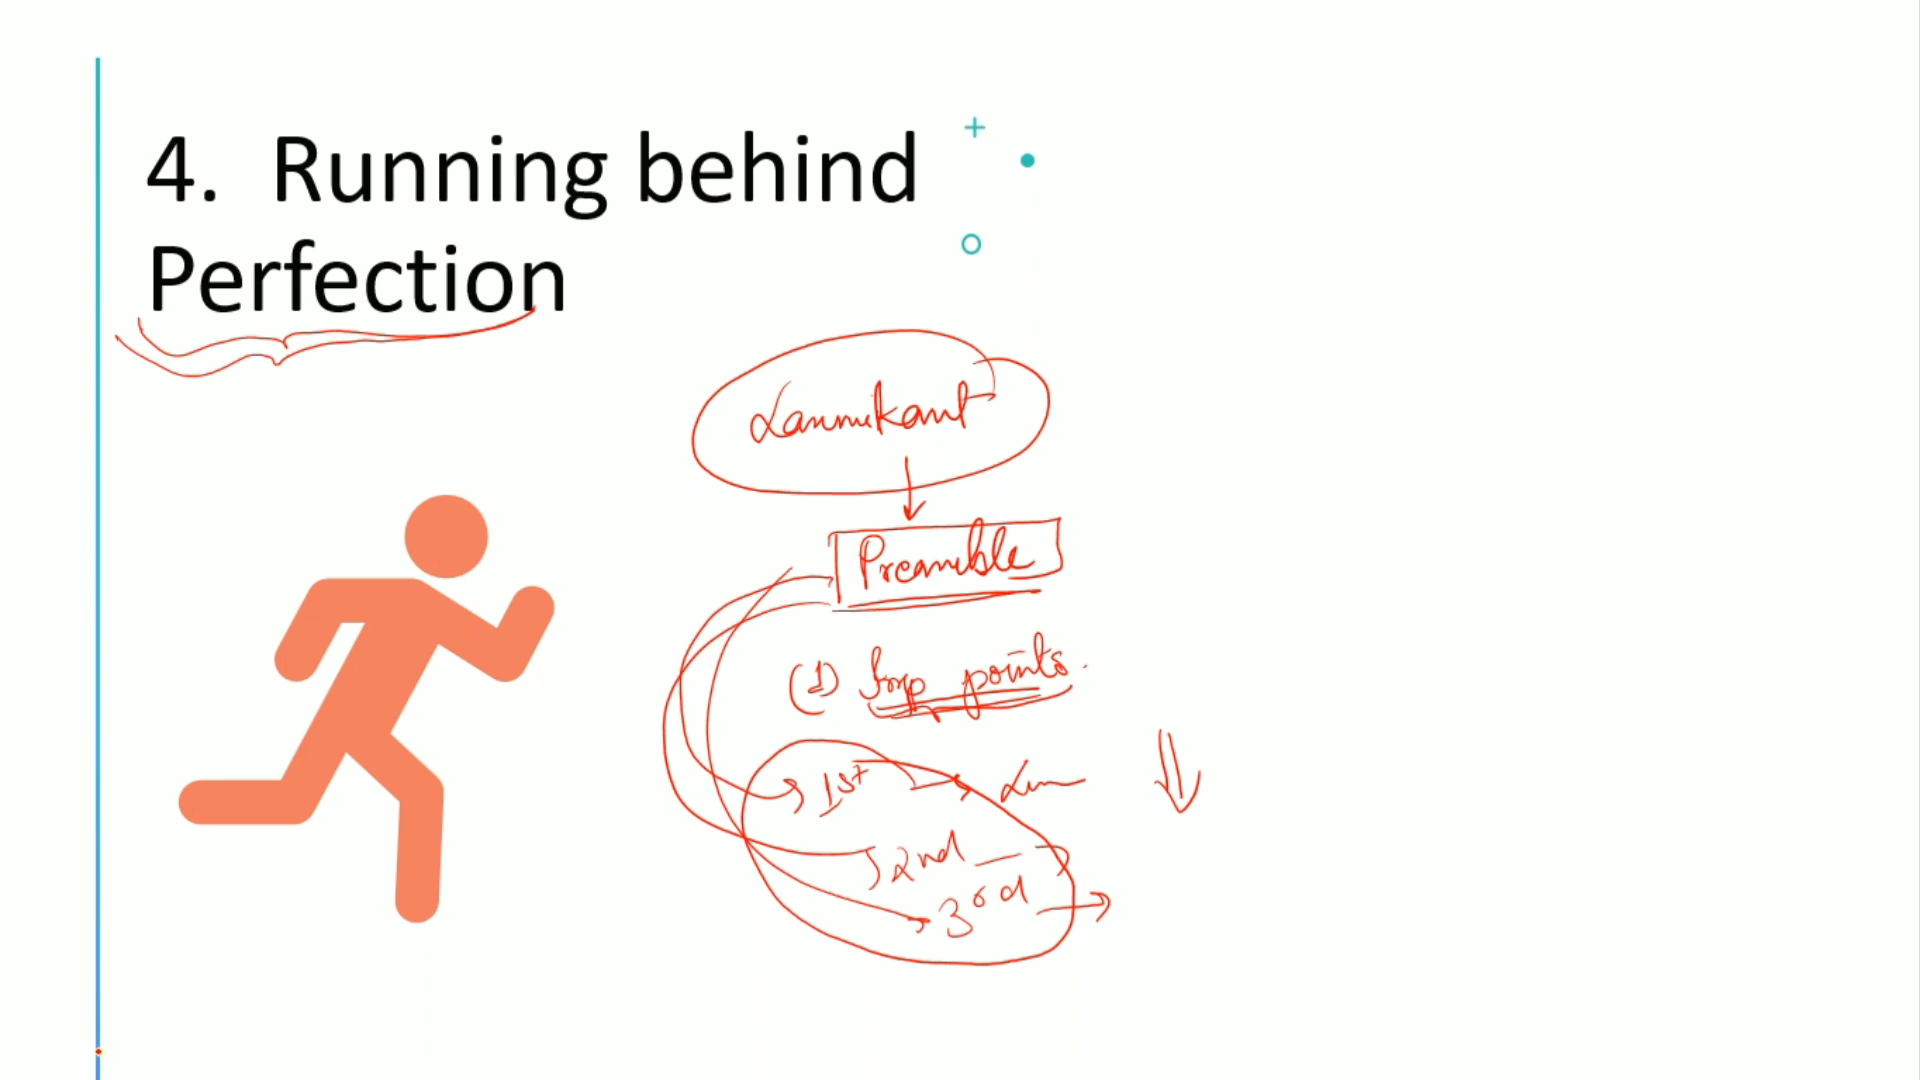 4. Running behind
Perfection
Laxmikant
Preamble
(1) Imp points.
1st
2nd
3rd